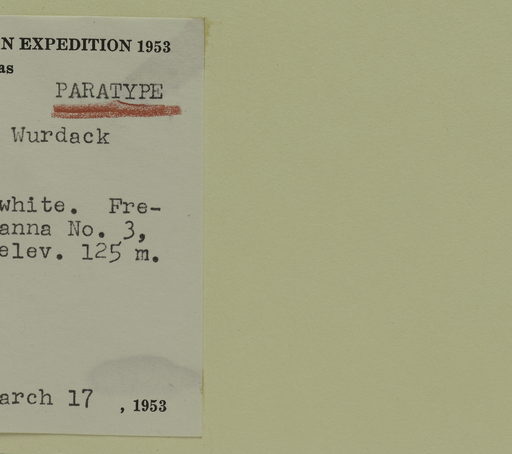 N EXPEDITION 1953
as
PARATYPE
Wurdack
white. Fre-
anna No. 3,
elev. 125 m.
arch 17 , 1953